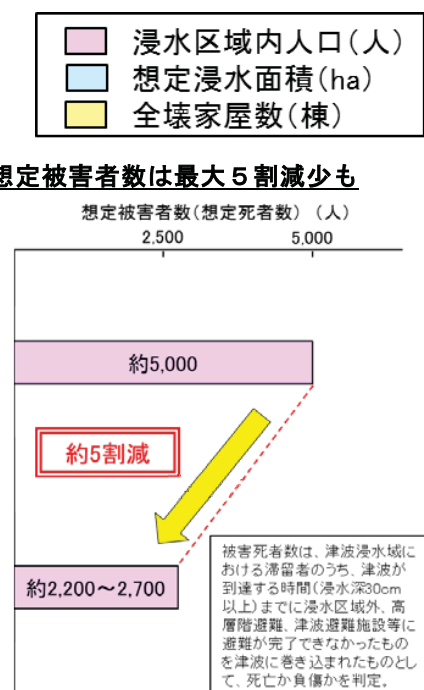 浸水区域内人口(人)
想定浸水面積(ha)
全壊家屋数(棟)
想定被害者数は最大5割減少も
想定被害者数(想定死者数)(人)
2,500 5,000
約5,000
約5割減
約2,200～2,700
被害死者数は、津波浸水域に
おける滞留者のうち、津波が
到達する時間(浸水深30cm
以上)までに浸水区域外、高
層階避難、津波避難施設等に
避難が完了できなかったもの
を津波に巻き込まれたものとし
て、死亡か負傷かを判定。